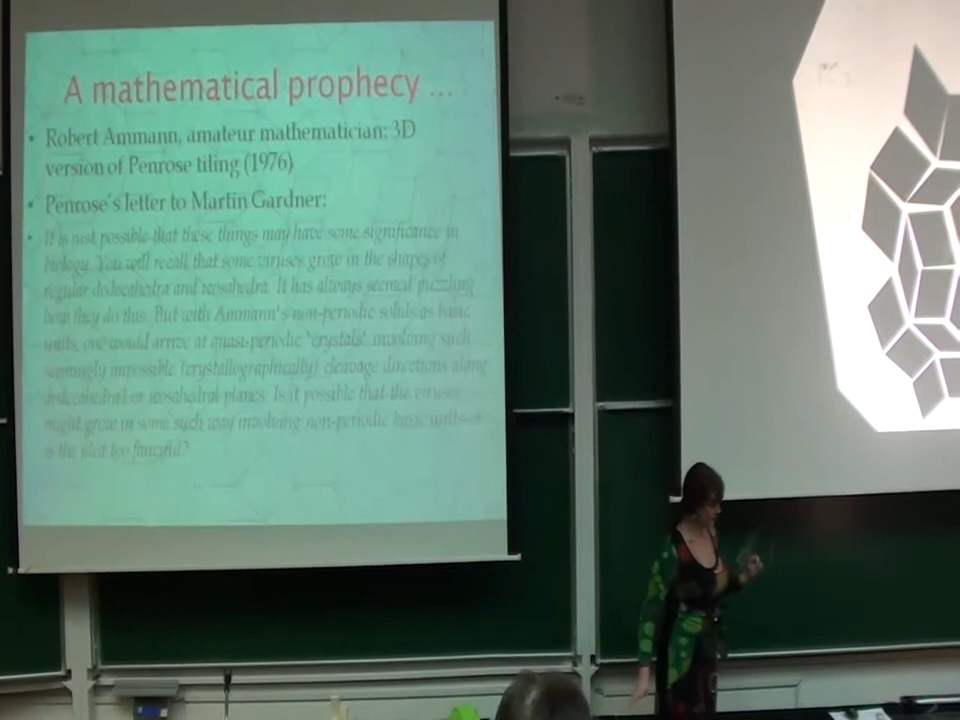 A mathematical prophecy ...
• Robert Ammann, amateur mathematician: 3D
version of Penrose tiling (1976)
• Penrose's letter to Martin Gardner:
• It is just possible that these things may have some significance in
biology. You will recall that some viruses grow in the shapes of
regular dodecahedra and icosahedra. It has always seemed puzzling
how they do this. But with Ammann's non-periodic solids as basic
units, one would arrive at quasi-periodic 'crystals' involving such
seemingly impossible (crystallographically) cleavage directions along
dodecahedral or icosahedral planes. Is it possible that the viruses
might grow in some such way involving non-periodic basic units-or
is the idea too fanciful?